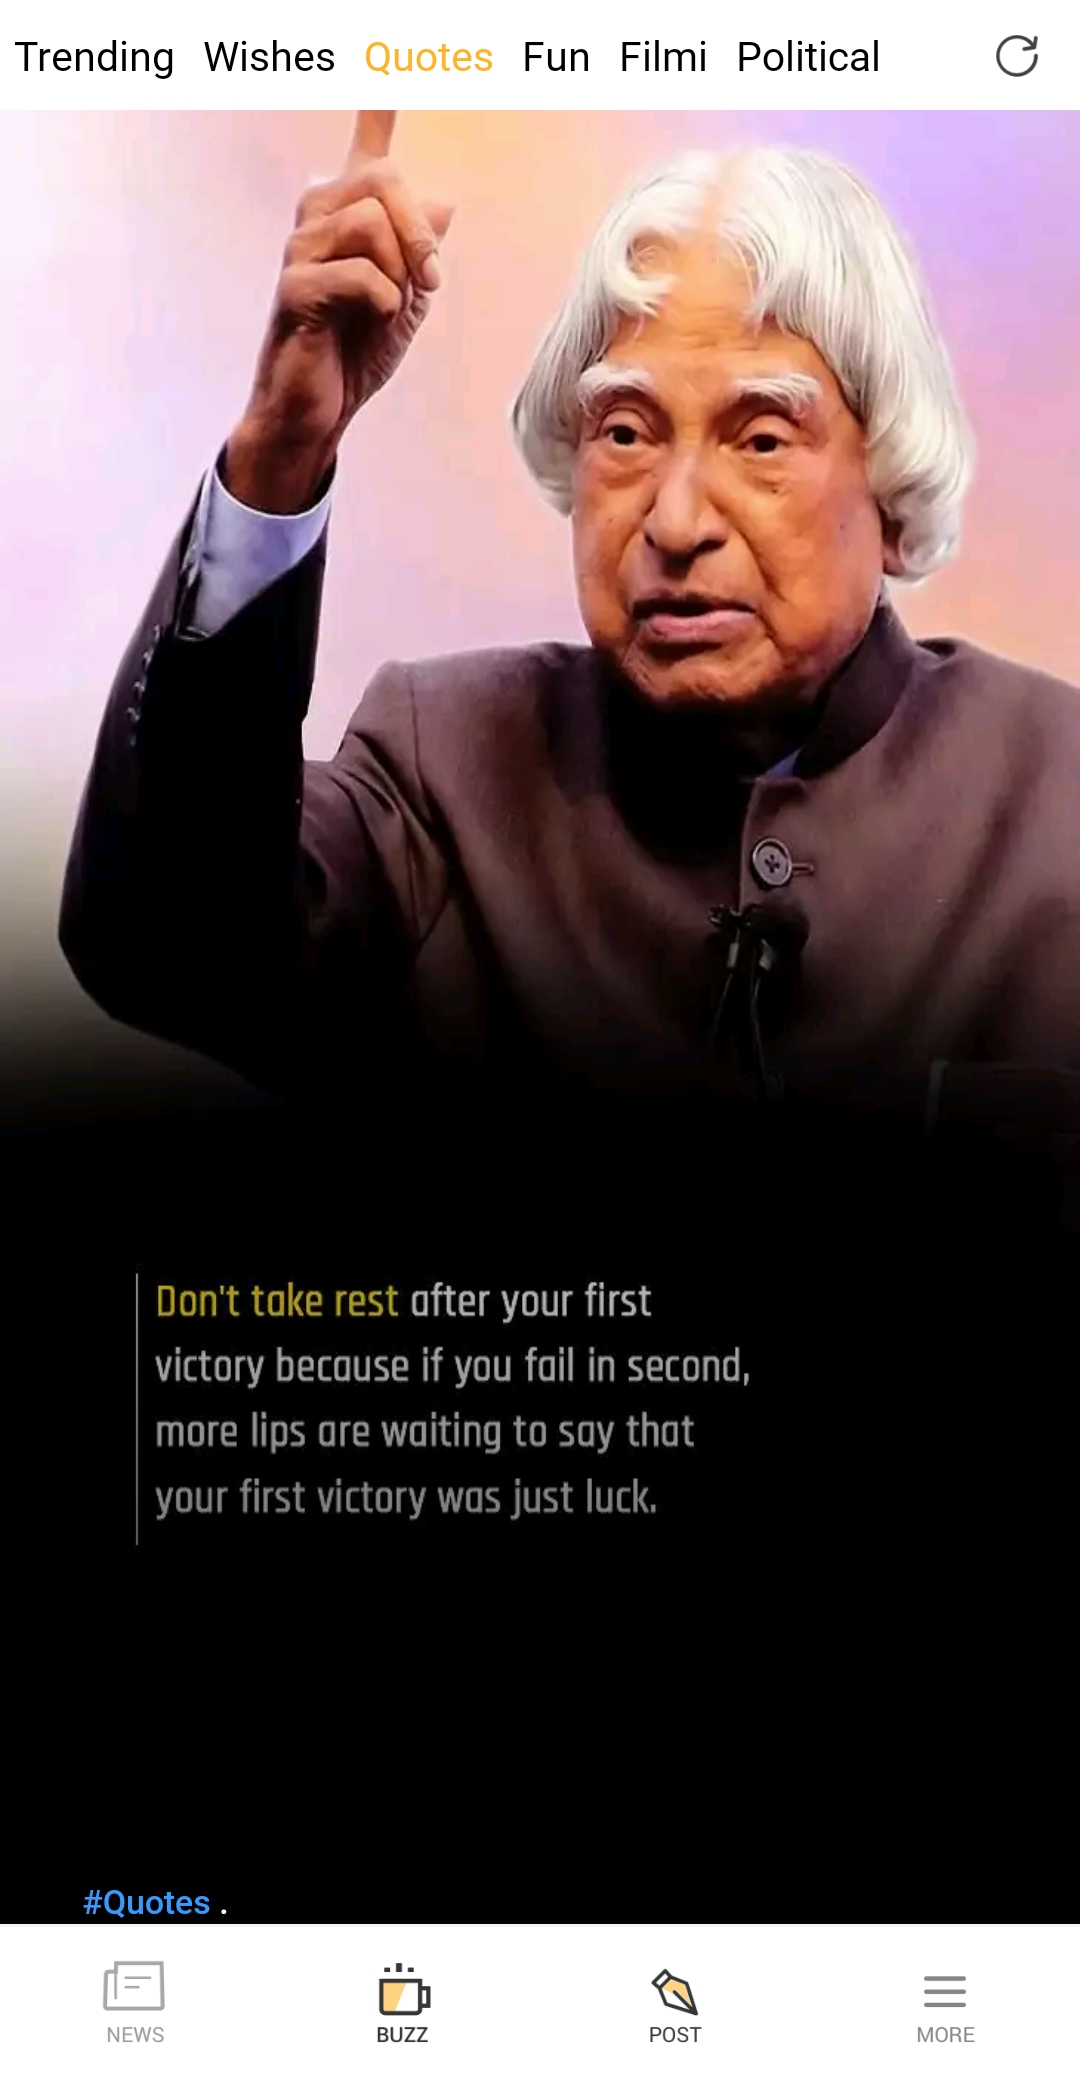 Trending Wishes Quotes Fun Filmi Political
Don't take rest after your first
victory because if you fail in second,
more lips are waiting to say that
your first victory was just luck.
#Quotes .
NEWS BUZZ POST MORE